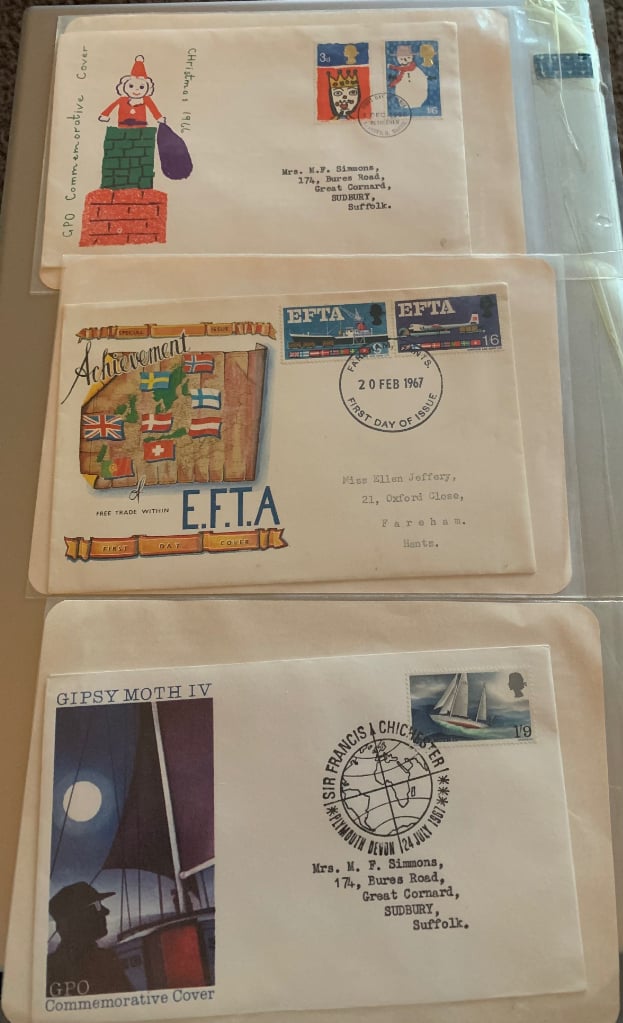 GPO Commemorative Cover
Christmas 1966
3d
1/6
Mrs. M.F. Simmons,
174, Bures Road,
Great Cornard,
SUDBURY,
Suffolk.
SPECIAL ISSUE
Achievement
of
FREE TRADE WITHIN E.F.T.A
FIRST DAY COVER
EFTA
9d
EFTA
1/6
20 FEB 1967
FIRST DAY OF ISSUE
Miss Ellen Jeffery,
21, Oxford Close,
Fareham.
Hants.
GIPSY MOTH IV
GPO
Commemorative Cover
1/9
SIR FRANCIS CHICHESTER
PLYMOUTH DEVON 24 JULY 1967
Mrs. M. F. Simmons,
174, Bures Road,
Great Cornard,
SUDBURY,
Suffolk.